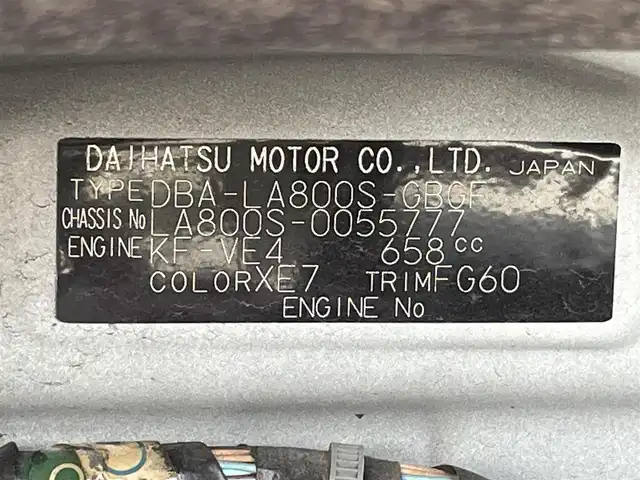 DAIHATSU MOTOR CO.,LTD. JAPAN
TYPE DBA-LA800S-GBGF
CHASSIS No LA800S-0055777
ENGINE KF-VE4 658cc
COLOR XE7 TRIM FG60
ENGINE No